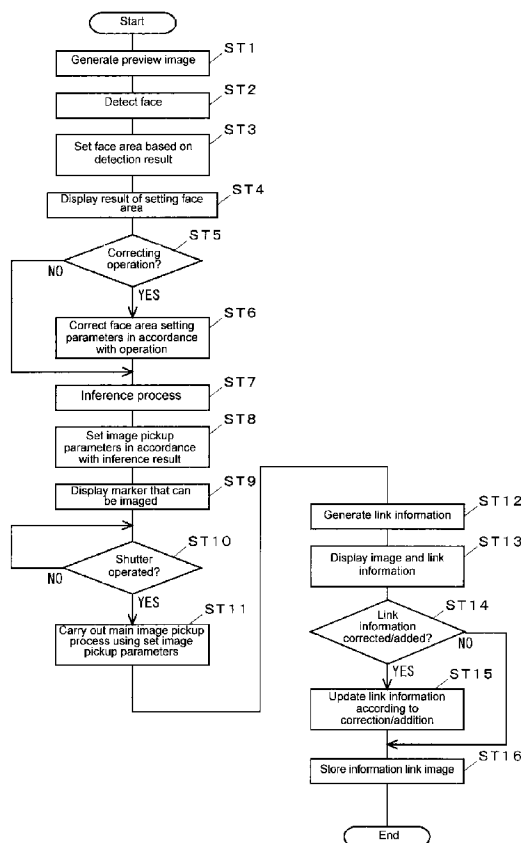 Start
ST1
Generate preview image
ST2
Detect face
ST3
Set face area based on
detection result
ST4
Display result of setting face
area
ST5
Correcting
operation?
NO
YES
ST6
Correct face area setting
parameters in accordance
with operation
ST7
Inference process
ST8
Set image pickup
parameters in accordance
with inference result
ST9
Display marker that can
be imaged
ST10
Shutter
operated?
NO
YES
ST11
Carry out main image pickup
process using set image
pickup parameters
ST12
Generate link information
ST13
Display image and link
information
ST14
Link
information
corrected/added?
NO
YES
ST15
Update link information
according to
correction/addition
ST16
Store information link image
End